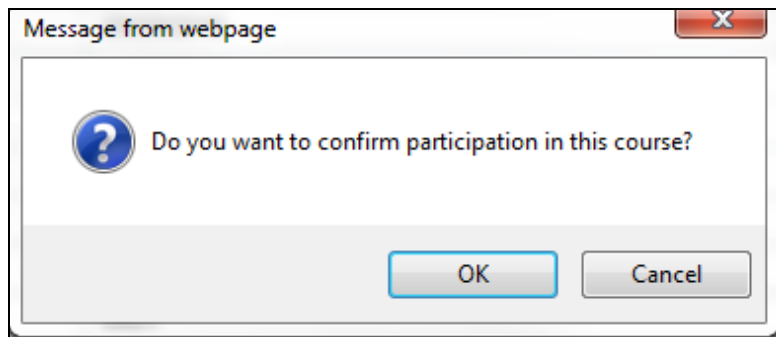 Message from webpage
Do you want to confirm participation in this course?
OK
Cancel